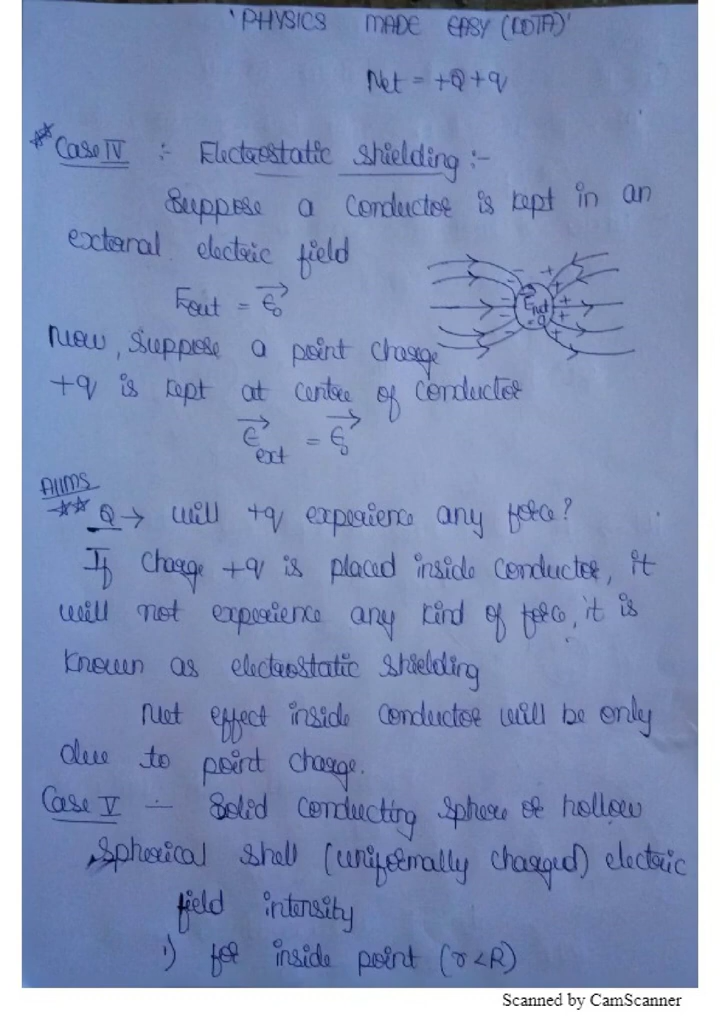 'PHYSICS MADE EASY (KOTA)'
Net = +Q+q
** Case IV :- Electrostatic Shielding :-
Suppose a Conductor is kept in an
external electric field
Eout = E₀
Now, Suppose a point charge
+q is kept at centre of conductor
Eext = E₀
- - - - + + + + +
Enet = 0
AIIMS
** Q → will +q experience any force?
If charge +q is placed inside conductor, it
will not experience any kind of force, it is
known as electrostatic shielding
Net effect inside conductor will be only
due to point charge.
Case V :- Solid conducting sphere or hollow
spherical shell (uniformally charged) electric
field intensity
1) for inside point (r<R)
Scanned by CamScanner